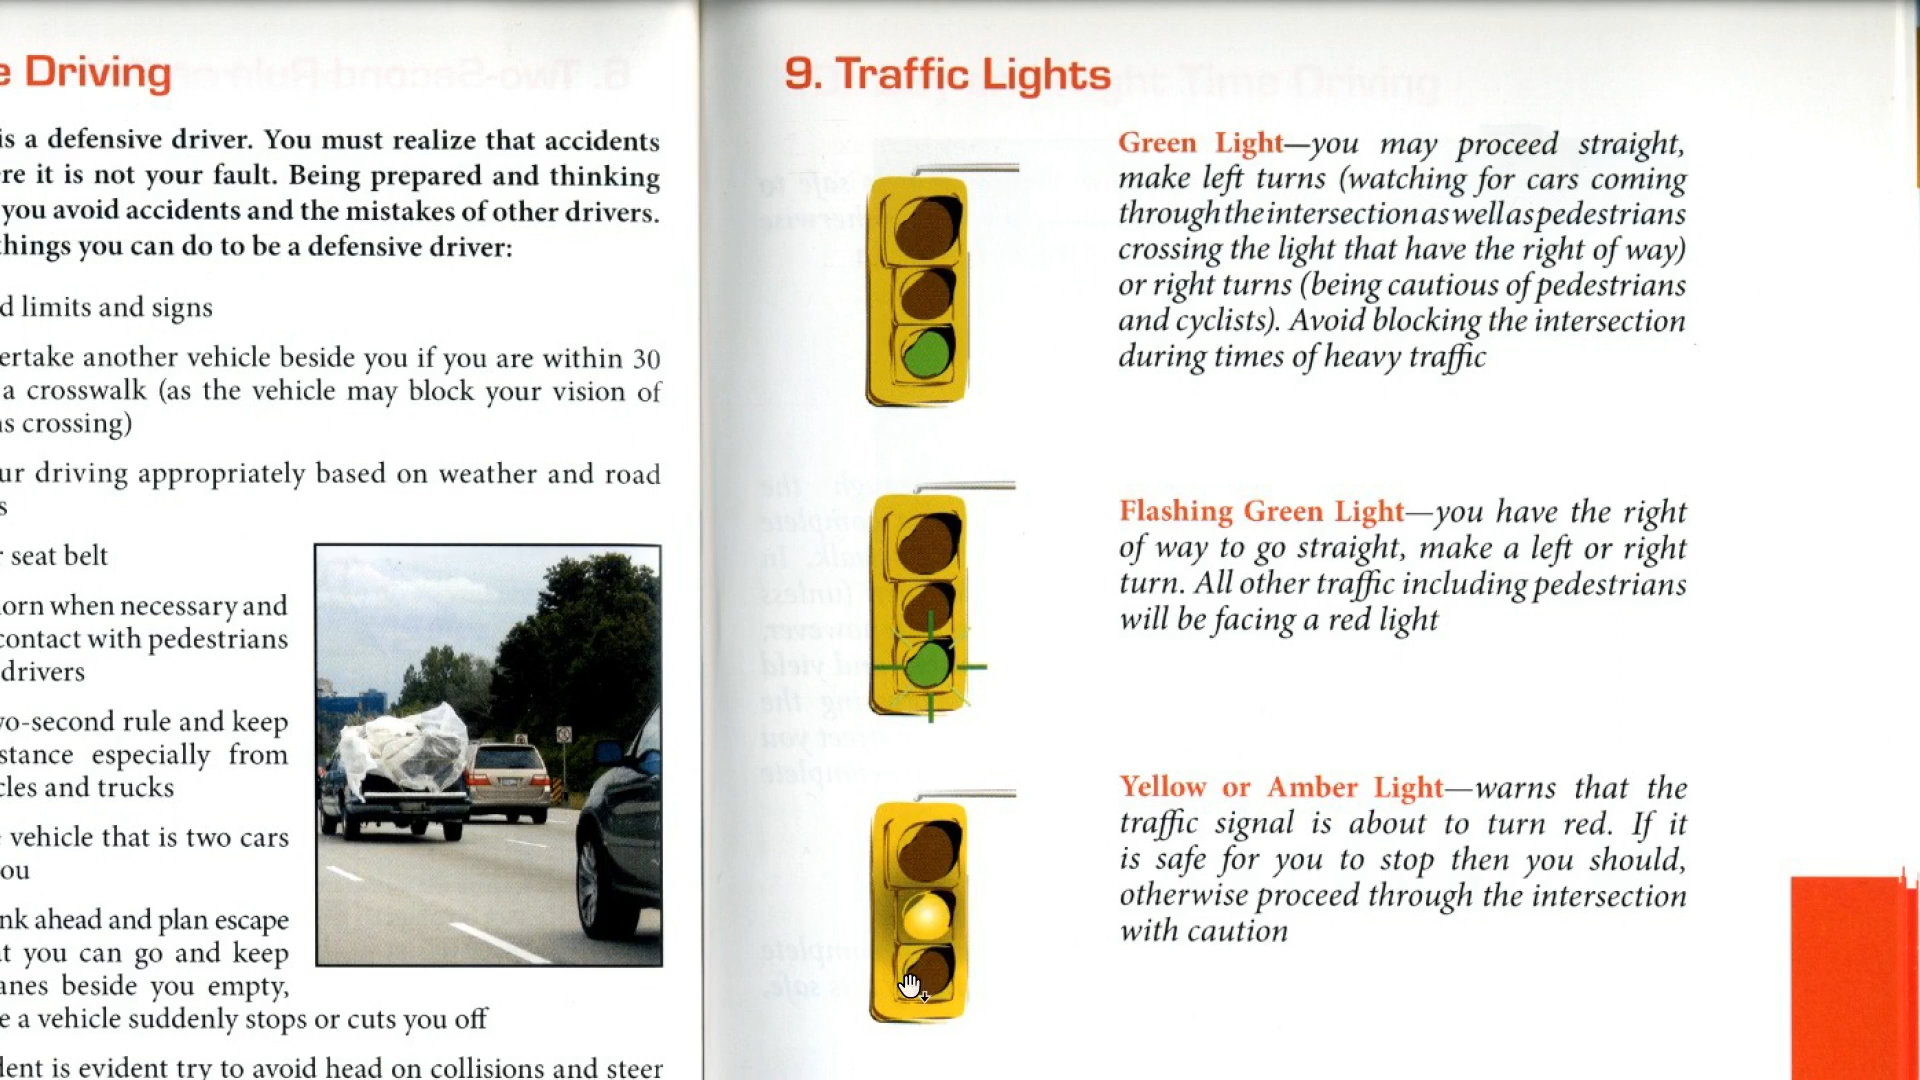 e Driving
is a defensive driver. You must realize that accidents
re it is not your fault. Being prepared and thinking
you avoid accidents and the mistakes of other drivers.
things you can do to be a defensive driver:
d limits and signs
ertake another vehicle beside you if you are within 30
a crosswalk (as the vehicle may block your vision of
s crossing)
ur driving appropriately based on weather and road
s
r seat belt
orn when necessary and
contact with pedestrians
drivers
wo-second rule and keep
stance especially from
cles and trucks
e vehicle that is two cars
ou
nk ahead and plan escape
t you can go and keep
anes beside you empty,
e a vehicle suddenly stops or cuts you off
dent is evident try to avoid head on collisions and steer
9. Traffic Lights
Green Light—you may proceed straight,
make left turns (watching for cars coming
through the intersection as well as pedestrians
crossing the light that have the right of way)
or right turns (being cautious of pedestrians
and cyclists). Avoid blocking the intersection
during times of heavy traffic
Flashing Green Light—you have the right
of way to go straight, make a left or right
turn. All other traffic including pedestrians
will be facing a red light
Yellow or Amber Light—warns that the
traffic signal is about to turn red. If it
is safe for you to stop then you should,
otherwise proceed through the intersection
with caution